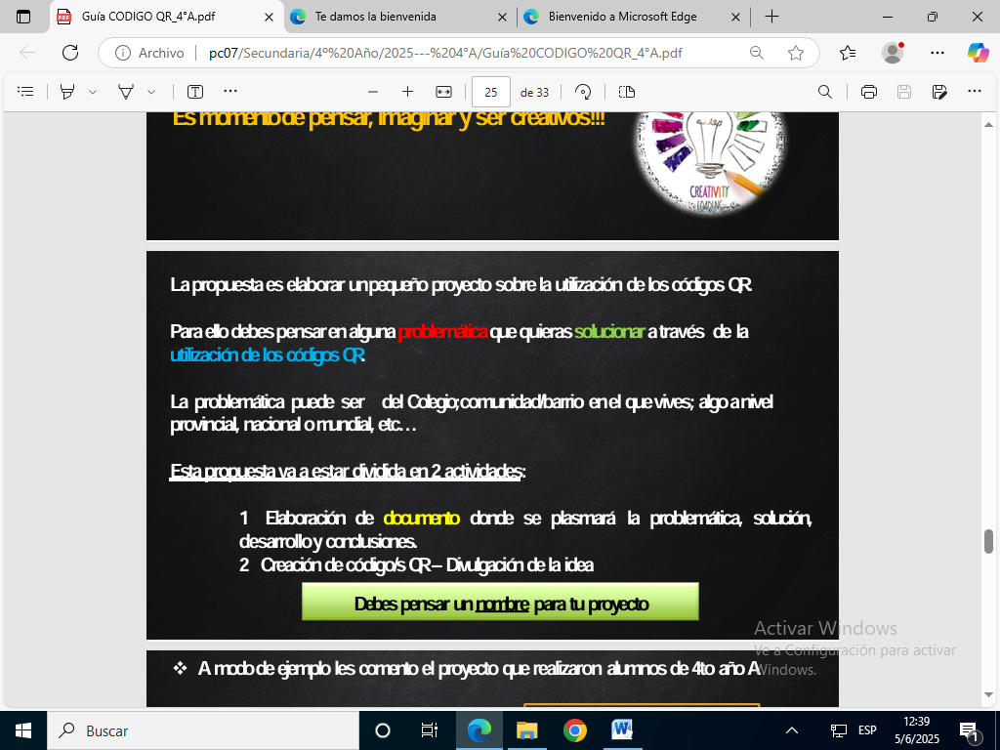 Guía CODIGO QR_4°A.pdf
Te damos la bienvenida
Bienvenido a Microsoft Edge
Archivo
pc07/Secundaria/4º%20Año/2025---%204°A/Guía%20CODIGO%20QR_4°A.pdf
25 de 33
Es momento de pensar, imaginar y ser creativos!!!
CREATIVITY
LOADING
La propuesta es elaborar un pequeño proyecto sobre la utilización de los códigos QR.
Para ello debes pensar en alguna problemática que quieras solucionar a través de la
utilización de los códigos QR.
La problemática puede ser del Colegio; comunidad/barrio en el que vives; algo a nivel
provincial, nacional o mundial, etc…
Esta propuesta va a estar dividida en 2 actividades:
1 Elaboración de documento donde se plasmará la problemática, solución,
desarrollo y conclusiones.
2 Creación de código/s QR – Divulgación de la idea
Debes pensar un nombre para tu proyecto
Activar Windows
Ve a Configuración para activar
Windows.
❖ A modo de ejemplo les comento el proyecto que realizaron alumnos de 4to año A
Buscar
ESP
12:39
5/6/2025
1